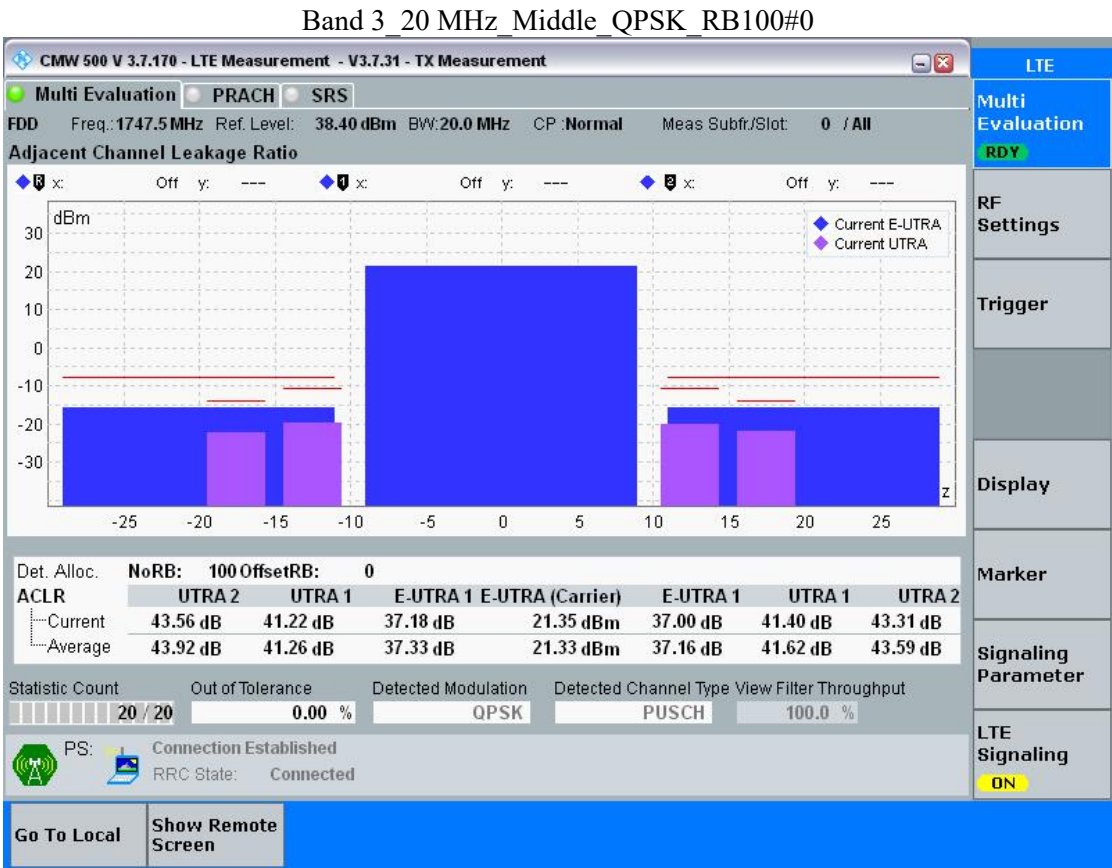 Band 3_20 MHz_Middle_QPSK_RB100#0
CMW 500 V 3.7.170 - LTE Measurement - V3.7.31 - TX Measurement
LTE
Multi Evaluation PRACH SRS
FDD Freq.:1747.5 MHz Ref. Level: 38.40 dBm BW:20.0 MHz CP :Normal Meas Subfr./Slot: 0 / All
Adjacent Channel Leakage Ratio
R x: Off y: --- 1 x: Off y: --- 2 x: Off y: ---
dBm
Current E-UTRA
Current UTRA
30
20
10
0
-10
-20
-30
z
-25 -20 -15 -10 -5 0 5 10 15 20 25
Det. Alloc. NoRB: 100 OffsetRB: 0
ACLR UTRA 2 UTRA 1 E-UTRA 1 E-UTRA (Carrier) E-UTRA 1 UTRA 1 UTRA 2
Current 43.56 dB 41.22 dB 37.18 dB 21.35 dBm 37.00 dB 41.40 dB 43.31 dB
Average 43.92 dB 41.26 dB 37.33 dB 21.33 dBm 37.16 dB 41.62 dB 43.59 dB
Statistic Count Out of Tolerance Detected Modulation Detected Channel Type View Filter Throughput
20 / 20 0.00 % QPSK PUSCH 100.0 %
PS: Connection Established
RRC State: Connected
Multi
Evaluation
RDY
RF
Settings
Trigger
Display
Marker
Signaling
Parameter
LTE
Signaling
ON
Go To Local
Show Remote
Screen